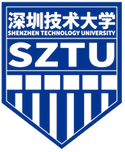 深圳技术大学
SHENZHEN TECHNOLOGY UNIVERSITY
SZTU